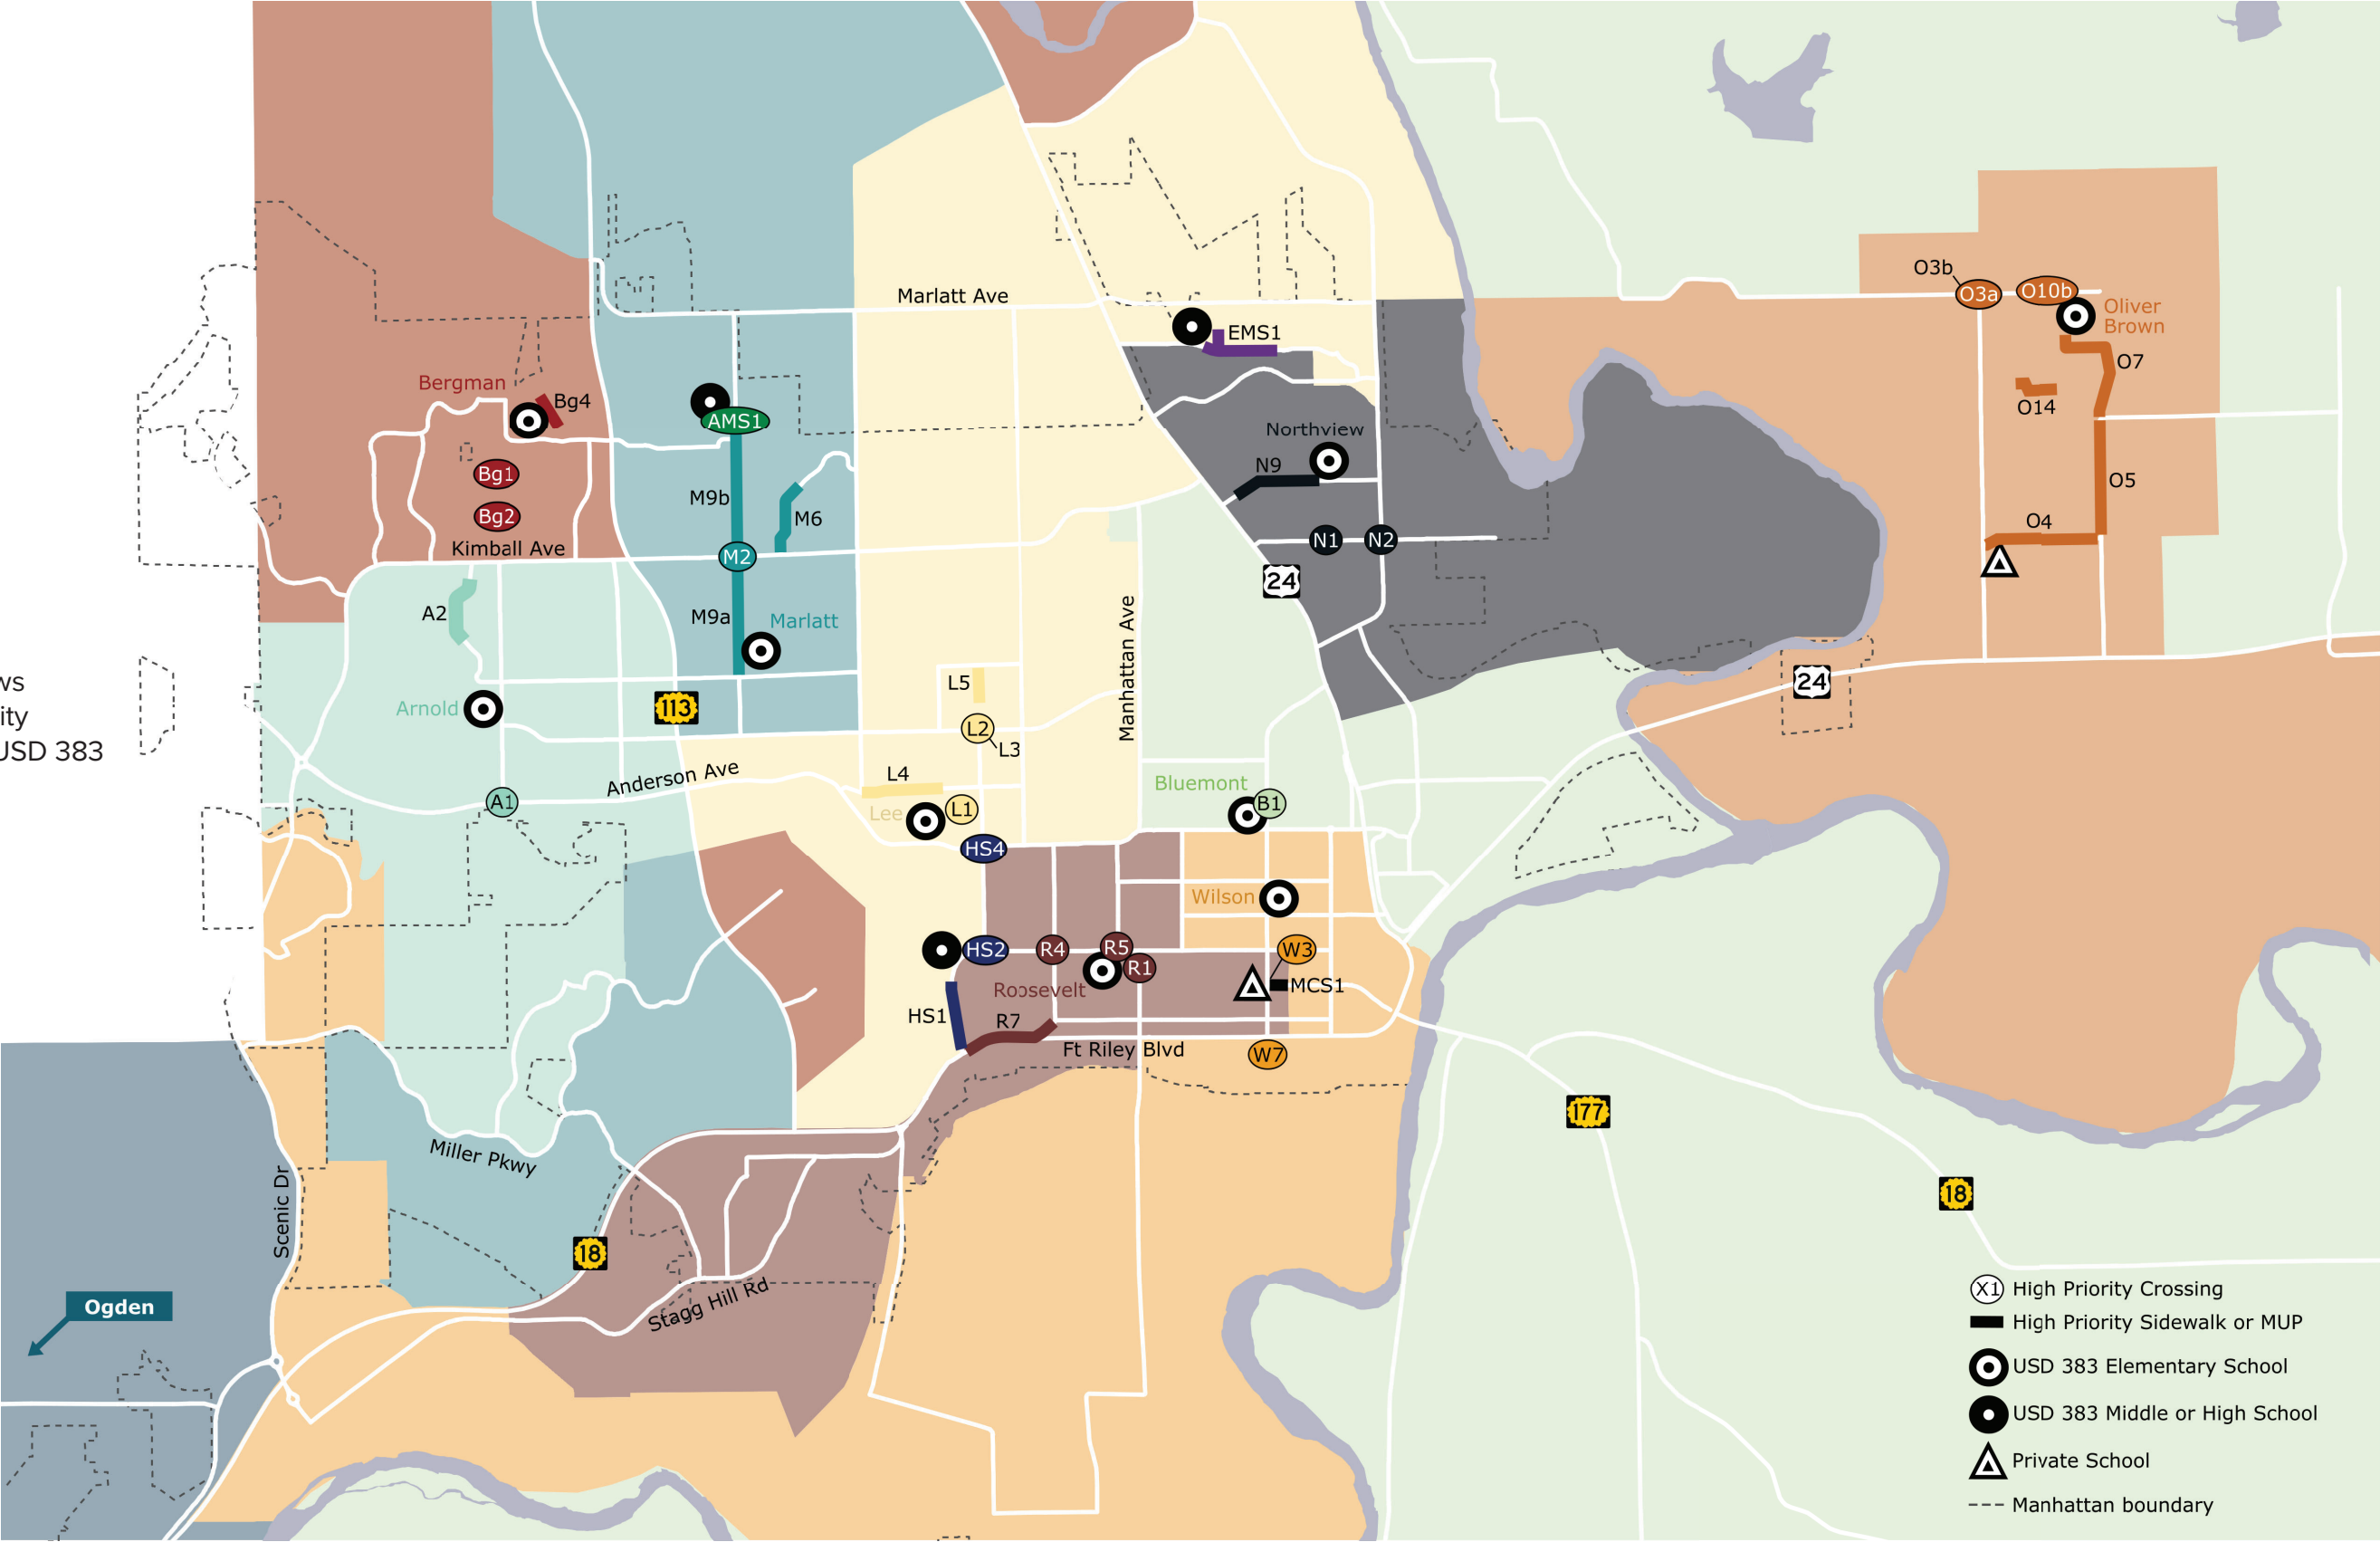 Marlatt Ave
O3b
O3a
O10b
Oliver
Brown
EMS1
O7
Bergman
Bg4
O14
AMS1
Northview
N9
Bg1
M9b
O5
Bg2
M6
O4
Kimball Ave
M2
N1
N2
24
A2
M9a
Marlatt
Manhattan Ave
ws
ity
USD 383
L5
24
Arnold
113
L2
L3
Anderson Ave
L4
Bluemont
A1
Lee
L1
B1
HS4
Wilson
HS2
R4
R5
W3
R1
Roosevelt
MCS1
HS1
R7
Ft Riley Blvd
W7
177
Miller Pkwy
Scenic Dr
18
18
Stagg Hill Rd
Ogden
X1 High Priority Crossing
High Priority Sidewalk or MUP
USD 383 Elementary School
USD 383 Middle or High School
Private School
Manhattan boundary